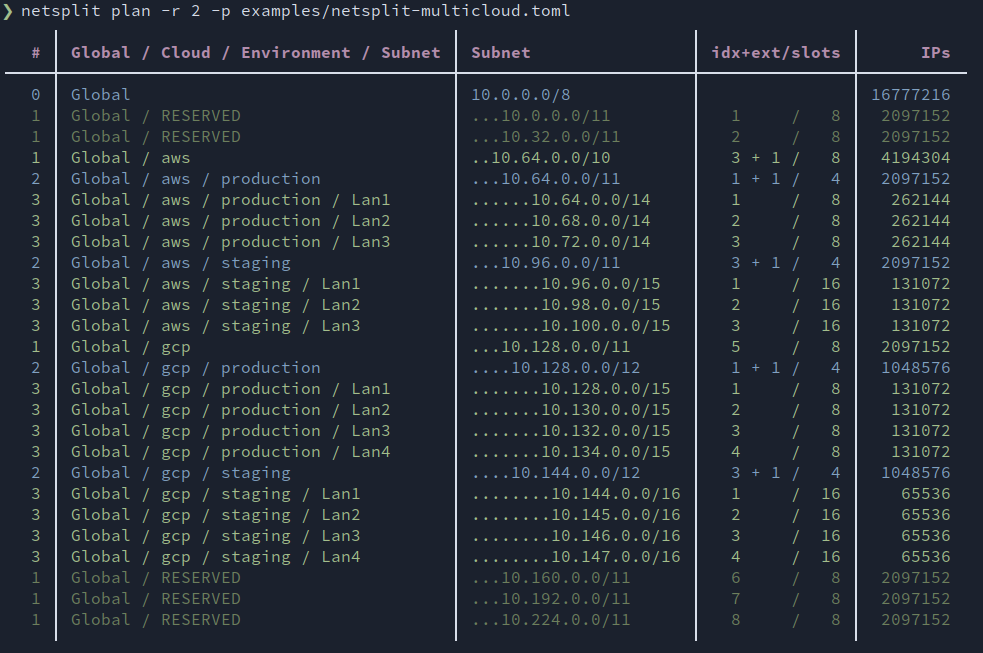 ❯ netsplit plan -r 2 -p examples/netsplit-multicloud.toml
# Global / Cloud / Environment / Subnet Subnet idx+ext/slots IPs
0 Global 10.0.0.0/8 16777216
1 Global / RESERVED ...10.0.0.0/11 1 / 8 2097152
1 Global / RESERVED ...10.32.0.0/11 2 / 8 2097152
1 Global / aws ..10.64.0.0/10 3 + 1 / 8 4194304
2 Global / aws / production ...10.64.0.0/11 1 + 1 / 4 2097152
3 Global / aws / production / Lan1 ......10.64.0.0/14 1 / 8 262144
3 Global / aws / production / Lan2 ......10.68.0.0/14 2 / 8 262144
3 Global / aws / production / Lan3 ......10.72.0.0/14 3 / 8 262144
2 Global / aws / staging ...10.96.0.0/11 3 + 1 / 4 2097152
3 Global / aws / staging / Lan1 .......10.96.0.0/15 1 / 16 131072
3 Global / aws / staging / Lan2 .......10.98.0.0/15 2 / 16 131072
3 Global / aws / staging / Lan3 .......10.100.0.0/15 3 / 16 131072
1 Global / gcp ...10.128.0.0/11 5 / 8 2097152
2 Global / gcp / production ....10.128.0.0/12 1 + 1 / 4 1048576
3 Global / gcp / production / Lan1 .......10.128.0.0/15 1 / 8 131072
3 Global / gcp / production / Lan2 .......10.130.0.0/15 2 / 8 131072
3 Global / gcp / production / Lan3 .......10.132.0.0/15 3 / 8 131072
3 Global / gcp / production / Lan4 .......10.134.0.0/15 4 / 8 131072
2 Global / gcp / staging ....10.144.0.0/12 3 + 1 / 4 1048576
3 Global / gcp / staging / Lan1 ........10.144.0.0/16 1 / 16 65536
3 Global / gcp / staging / Lan2 ........10.145.0.0/16 2 / 16 65536
3 Global / gcp / staging / Lan3 ........10.146.0.0/16 3 / 16 65536
3 Global / gcp / staging / Lan4 ........10.147.0.0/16 4 / 16 65536
1 Global / RESERVED ...10.160.0.0/11 6 / 8 2097152
1 Global / RESERVED ...10.192.0.0/11 7 / 8 2097152
1 Global / RESERVED ...10.224.0.0/11 8 / 8 2097152